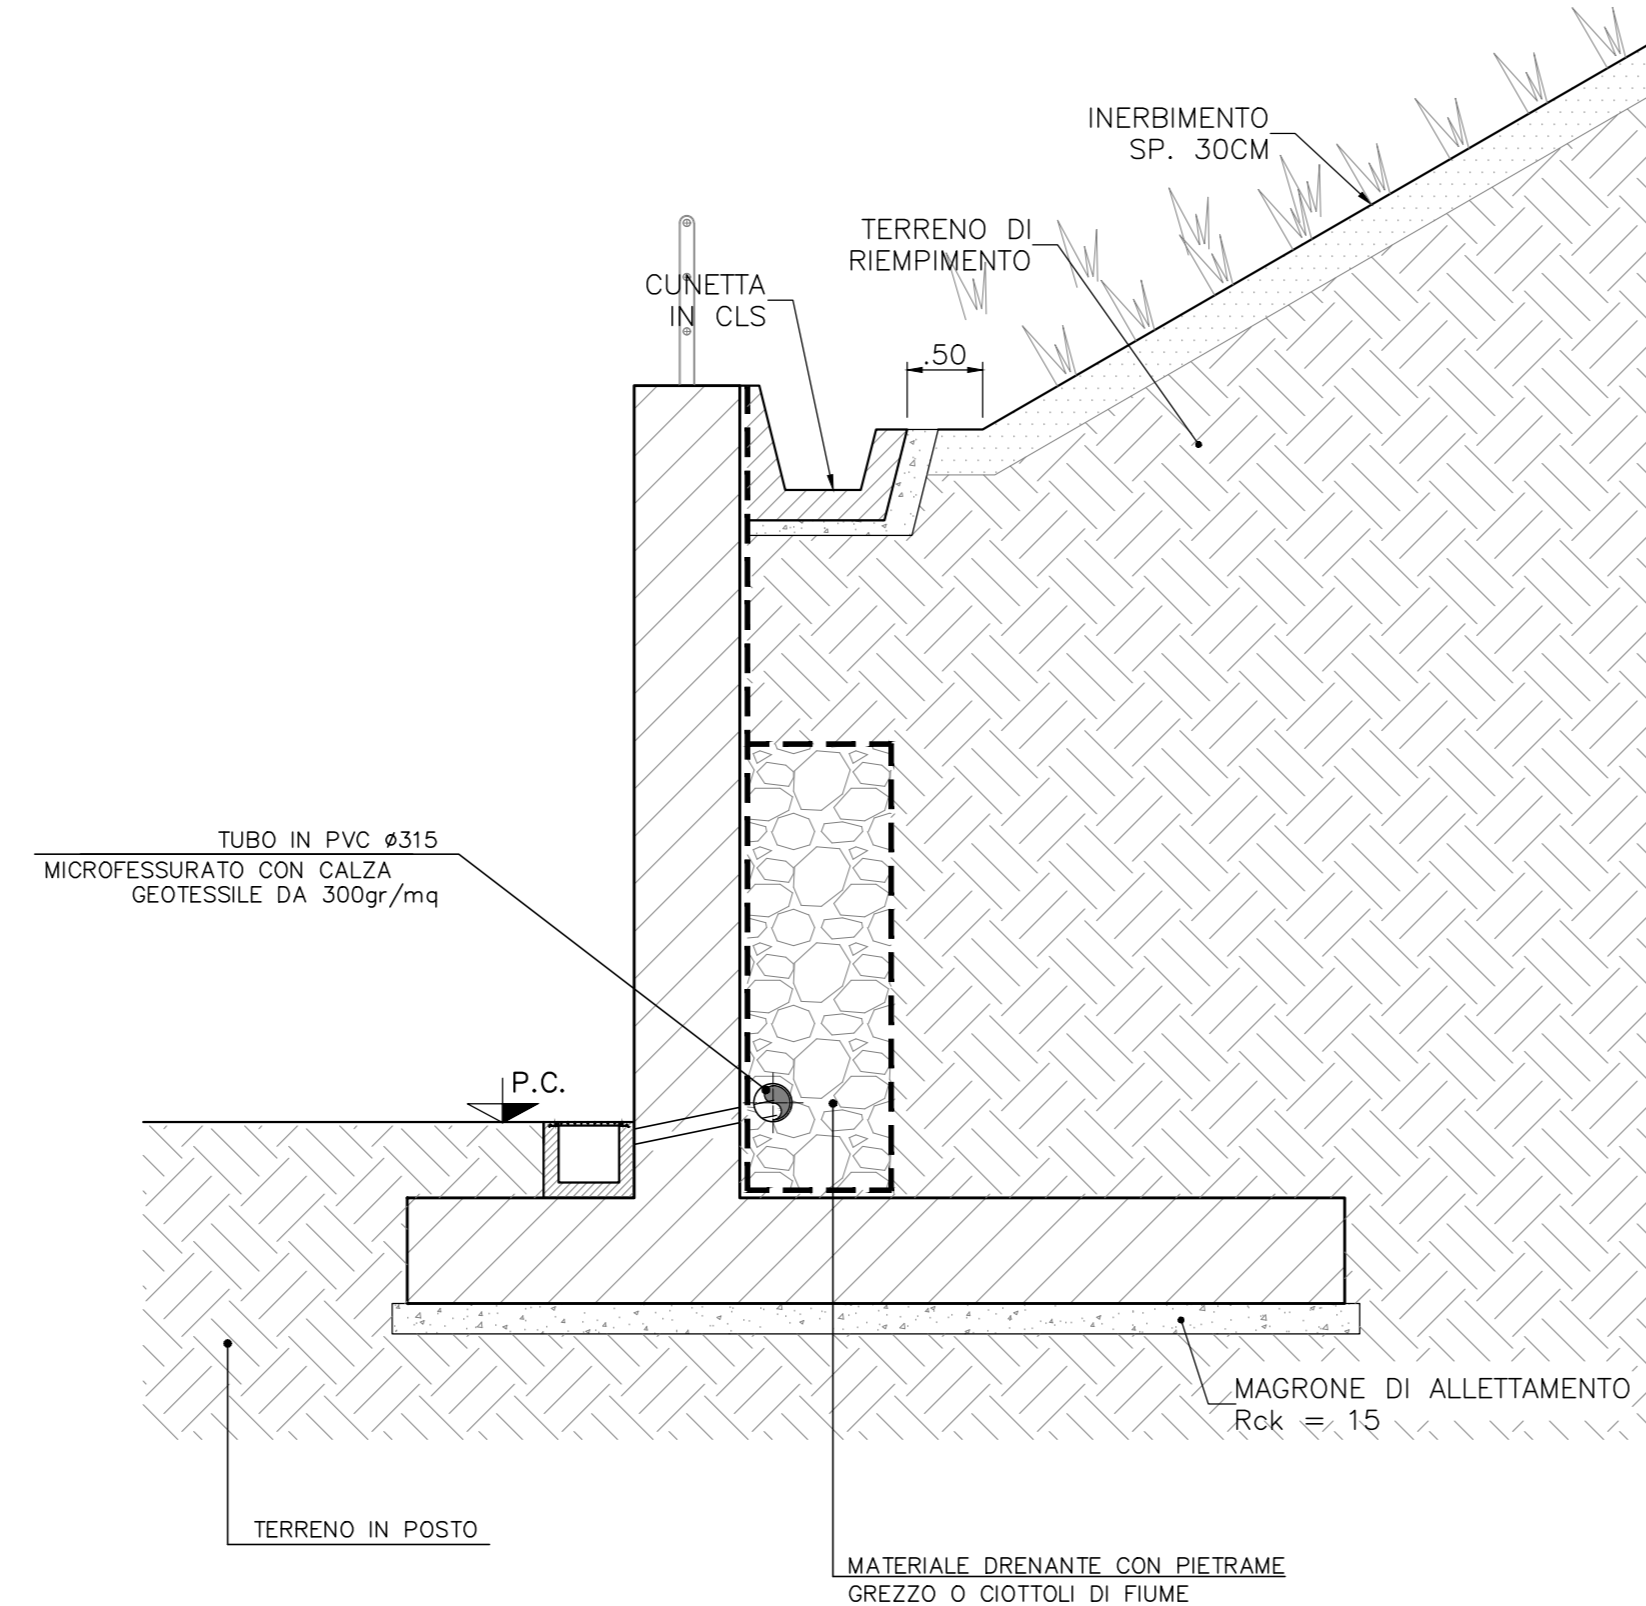 INERBIMENTO
SP. 30CM
TERRENO DI
RIEMPIMENTO
CUNETTA
IN CLS
.50
TUBO IN PVC ø315
MICROFESSURATO CON CALZA
GEOTESSILE DA 300gr/mq
P.C.
MAGRONE DI ALLETTAMENTO
Rck = 15
TERRENO IN POSTO
MATERIALE DRENANTE CON PIETRAME
GREZZO O CIOTTOLI DI FIUME